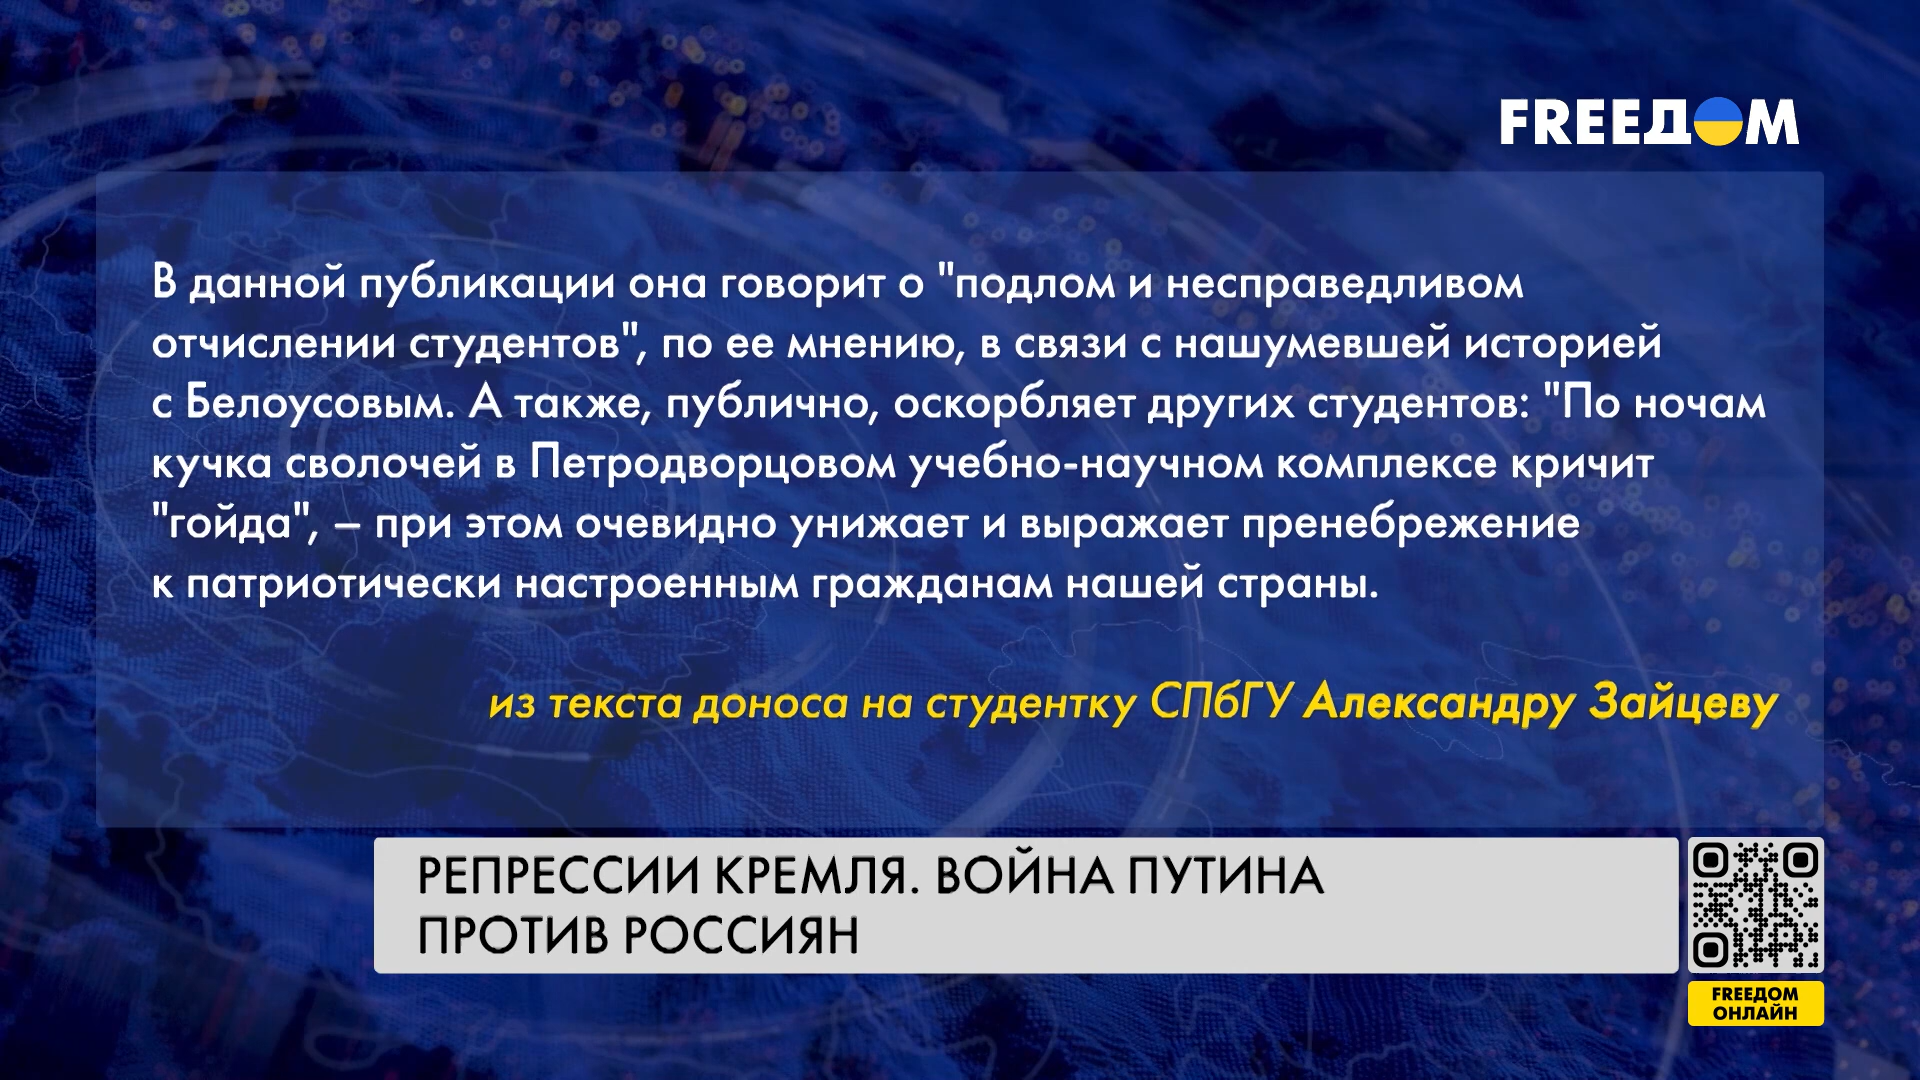 FREEДOM
В данной публикации она говорит о "подлом и несправедливом
отчислении студентов", по ее мнению, в связи с нашумевшей историей
с Белоусовым. А также, публично, оскорбляет других студентов: "По ночам
кучка сволочей в Петродворцовом учебно-научном комплексе кричит
"гойда", – при этом очевидно унижает и выражает пренебрежение
к патриотически настроенным гражданам нашей страны.
из текста доноса на студентку СПбГУ Александру Зайцеву
РЕПРЕССИИ КРЕМЛЯ. ВОЙНА ПУТИНА
ПРОТИВ РОССИЯН
FREEДОМ
ОНЛАЙН